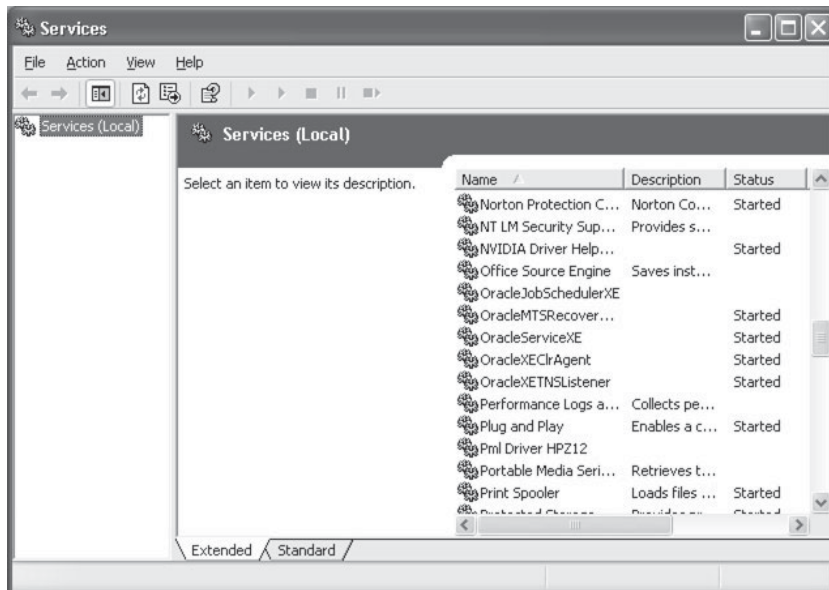 Services
File Action View Help
Services (Local)
Services (Local)
Select an item to view its description.
Name Description Status
Norton Protection C... Norton Co... Started
NT LM Security Sup... Provides s...
NVIDIA Driver Help... Started
Office Source Engine Saves inst...
OracleJobSchedulerXE
OracleMTSRecover... Started
OracleServiceXE Started
OracleXEClrAgent Started
OracleXETNSListener Started
Performance Logs a... Collects pe...
Plug and Play Enables a c... Started
Pml Driver HPZ12
Portable Media Seri... Retrieves t...
Print Spooler Loads files ... Started
Extended Standard